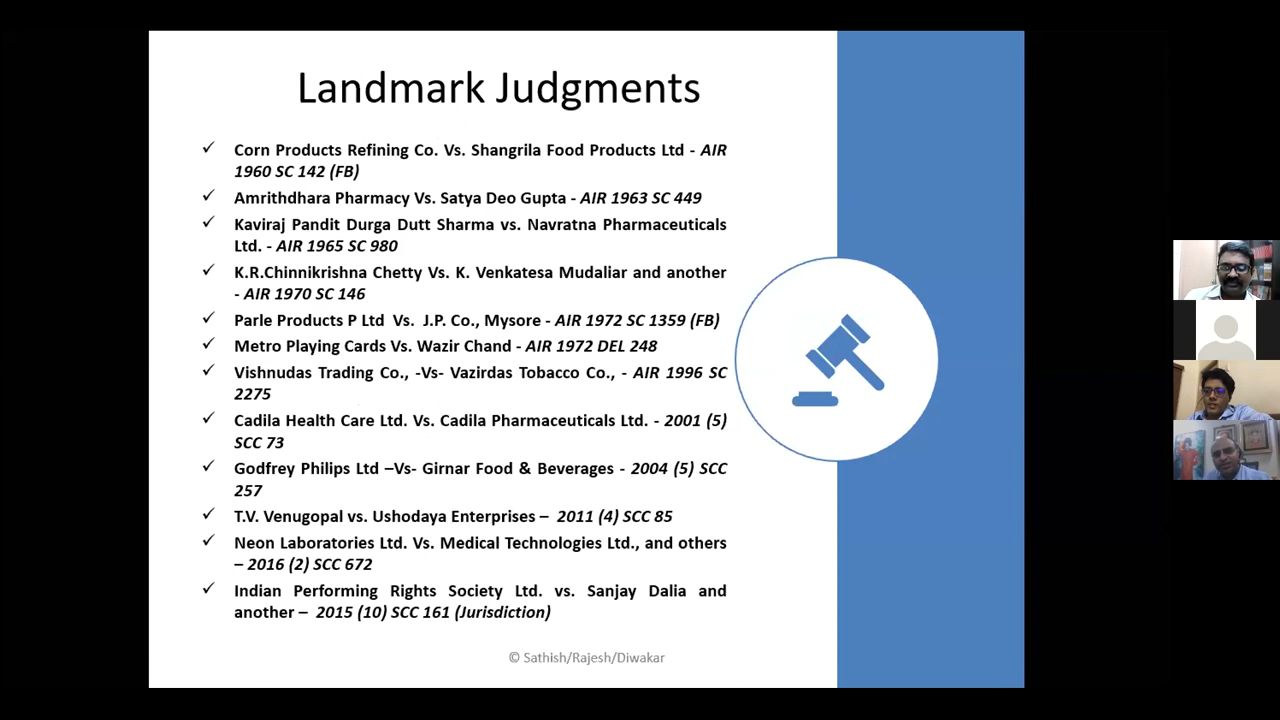 Landmark Judgments
✓ Corn Products Refining Co. Vs. Shangrila Food Products Ltd - AIR
1960 SC 142 (FB)
✓ Amrithdhara Pharmacy Vs. Satya Deo Gupta - AIR 1963 SC 449
✓ Kaviraj Pandit Durga Dutt Sharma vs. Navratna Pharmaceuticals
Ltd. - AIR 1965 SC 980
✓ K.R.Chinnikrishna Chetty Vs. K. Venkatesa Mudaliar and another
- AIR 1970 SC 146
✓ Parle Products P Ltd Vs. J.P. Co., Mysore - AIR 1972 SC 1359 (FB)
✓ Metro Playing Cards Vs. Wazir Chand - AIR 1972 DEL 248
✓ Vishnudas Trading Co., -Vs- Vazirdas Tobacco Co., - AIR 1996 SC
2275
✓ Cadila Health Care Ltd. Vs. Cadila Pharmaceuticals Ltd. - 2001 (5)
SCC 73
✓ Godfrey Philips Ltd –Vs- Girnar Food & Beverages - 2004 (5) SCC
257
✓ T.V. Venugopal vs. Ushodaya Enterprises – 2011 (4) SCC 85
✓ Neon Laboratories Ltd. Vs. Medical Technologies Ltd., and others
– 2016 (2) SCC 672
✓ Indian Performing Rights Society Ltd. vs. Sanjay Dalia and
another – 2015 (10) SCC 161 (Jurisdiction)
© Sathish/Rajesh/Diwakar